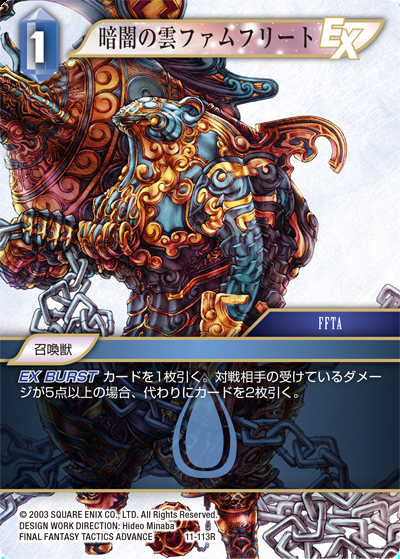 1
暗闇の雲ファムフリート
EX
FFTA
召喚獣
EX BURST カードを1枚引く。対戦相手の受けているダメー
ジが5点以上の場合、代わりにカードを2枚引く。
© 2003 SQUARE ENIX CO., LTD. All Rights Reserved.
DESIGN WORK DIRECTION: Hideo Minaba
FINAL FANTASY TACTICS ADVANCE
11-113R